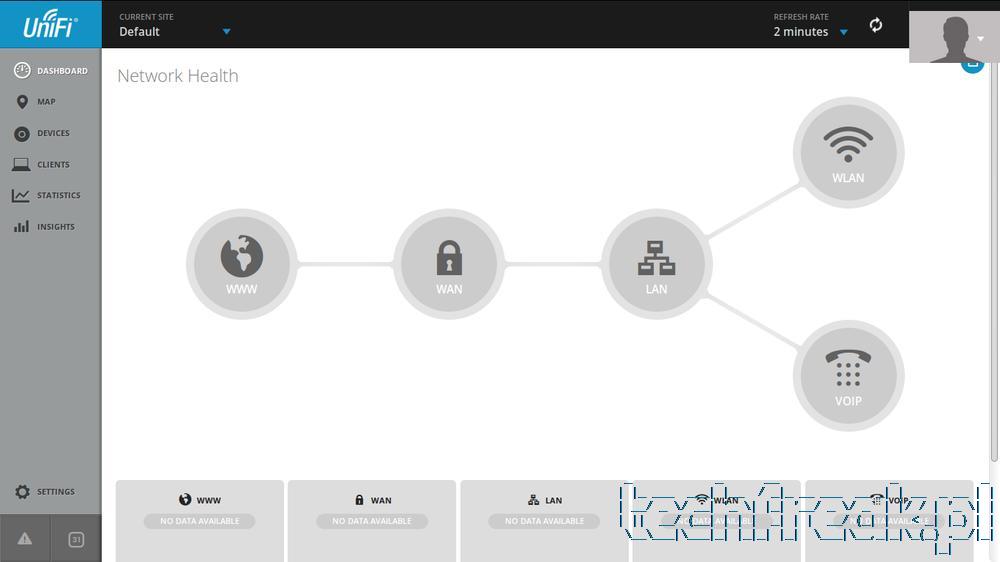 UniFi®
CURRENT SITE
Default
REFRESH RATE
2 minutes
DASHBOARD
MAP
DEVICES
CLIENTS
STATISTICS
INSIGHTS
SETTINGS
31
Network Health
WWW
WAN
LAN
WLAN
VOIP
WWW
NO DATA AVAILABLE
WAN
NO DATA AVAILABLE
LAN
NO DATA AVAILABLE
WLAN
NO DATA AVAILABLE
VOIP
NO DATA AVAILABLE
techfreak.pl